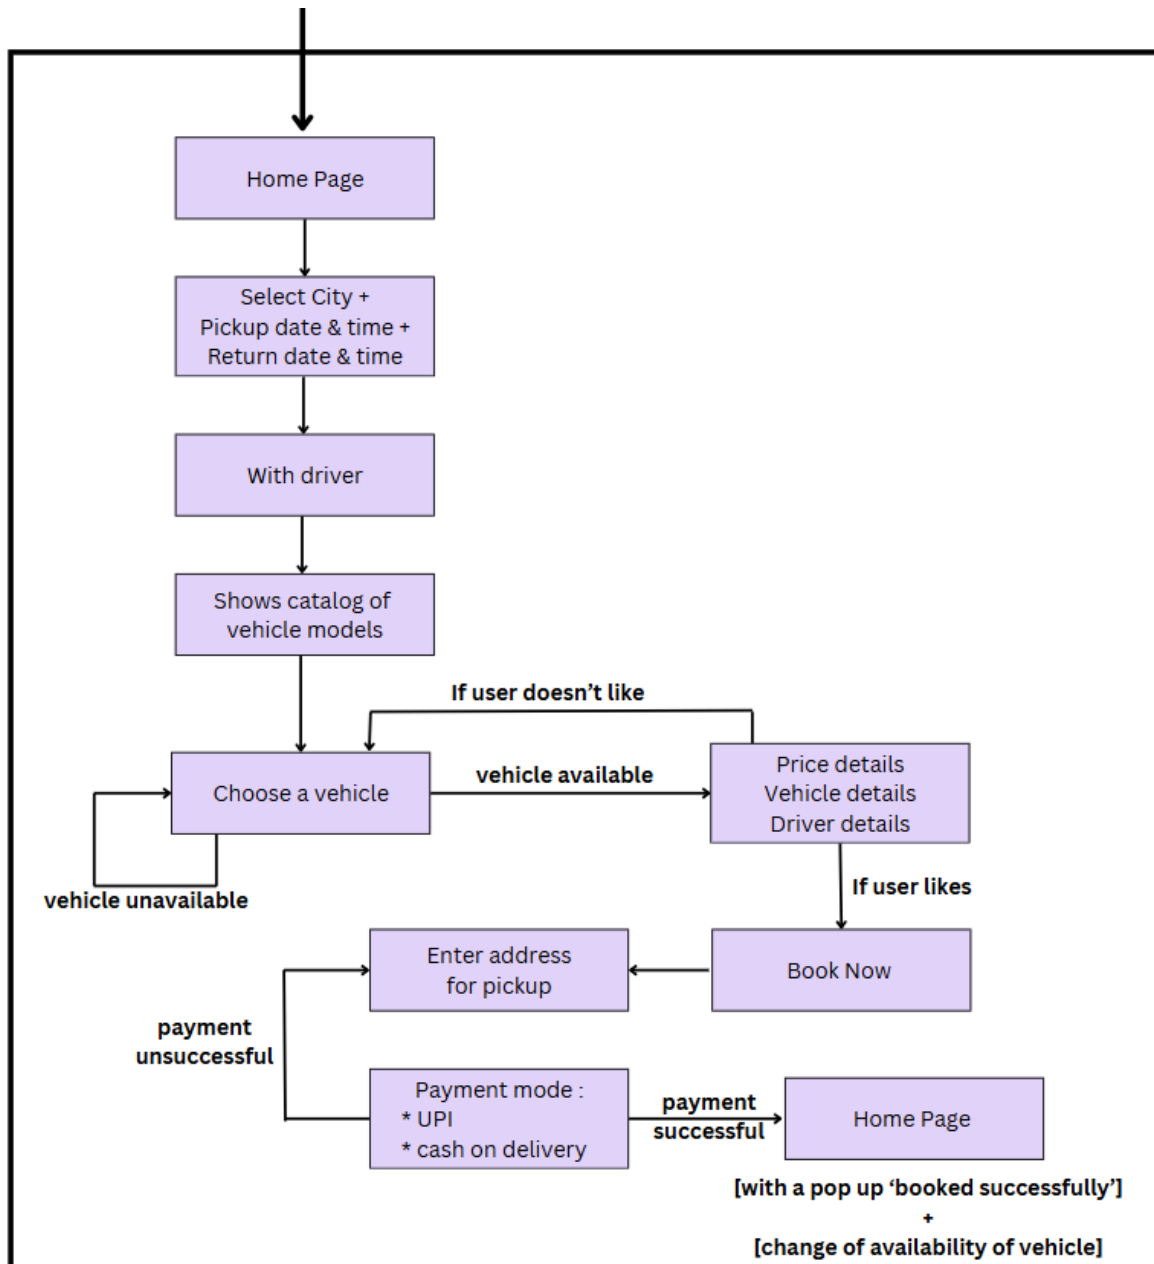 Home Page
Select City +
Pickup date & time +
Return date & time
With driver
Shows catalog of
vehicle models
If user doesn’t like
Choose a vehicle
vehicle available
Price details
Vehicle details
Driver details
vehicle unavailable
If user likes
Enter address
for pickup
Book Now
payment
unsuccessful
Payment mode :
* UPI
* cash on delivery
payment
successful
Home Page
[with a pop up ‘booked successfully’]
+
[change of availability of vehicle]